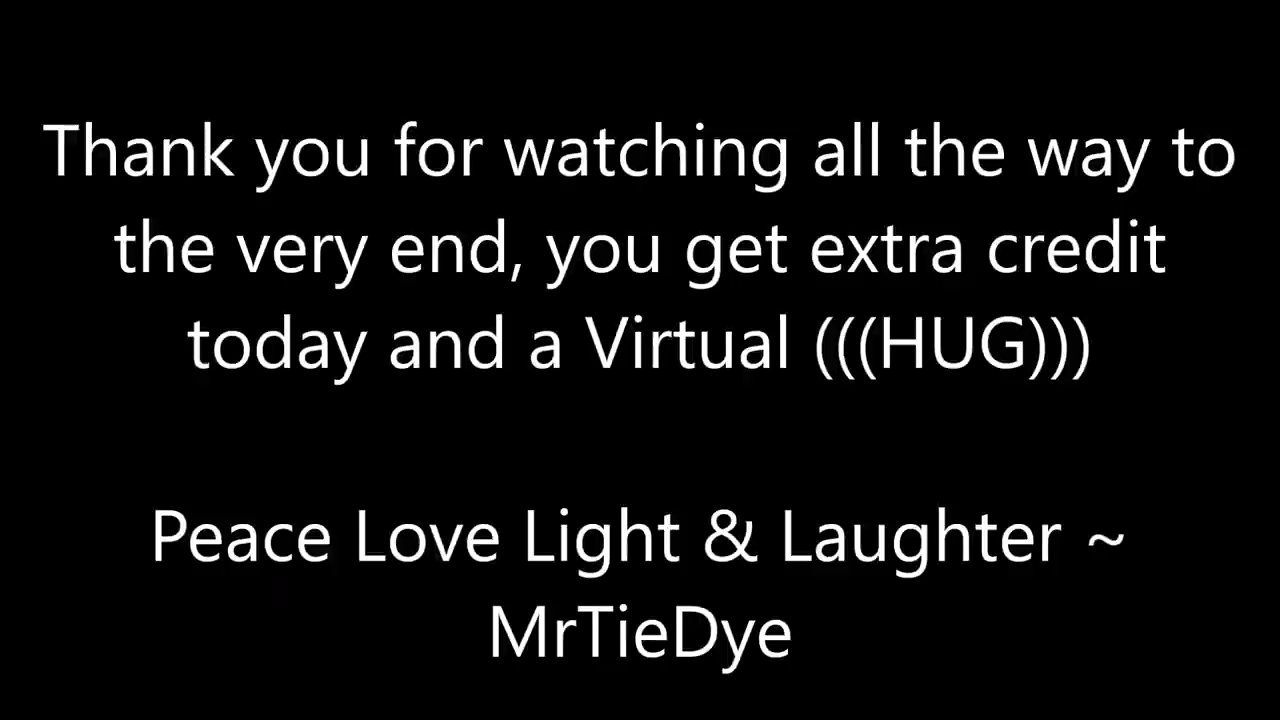 Thank you for watching all the way to
the very end, you get extra credit
today and a Virtual (((HUG)))
Peace Love Light & Laughter ~
MrTieDye